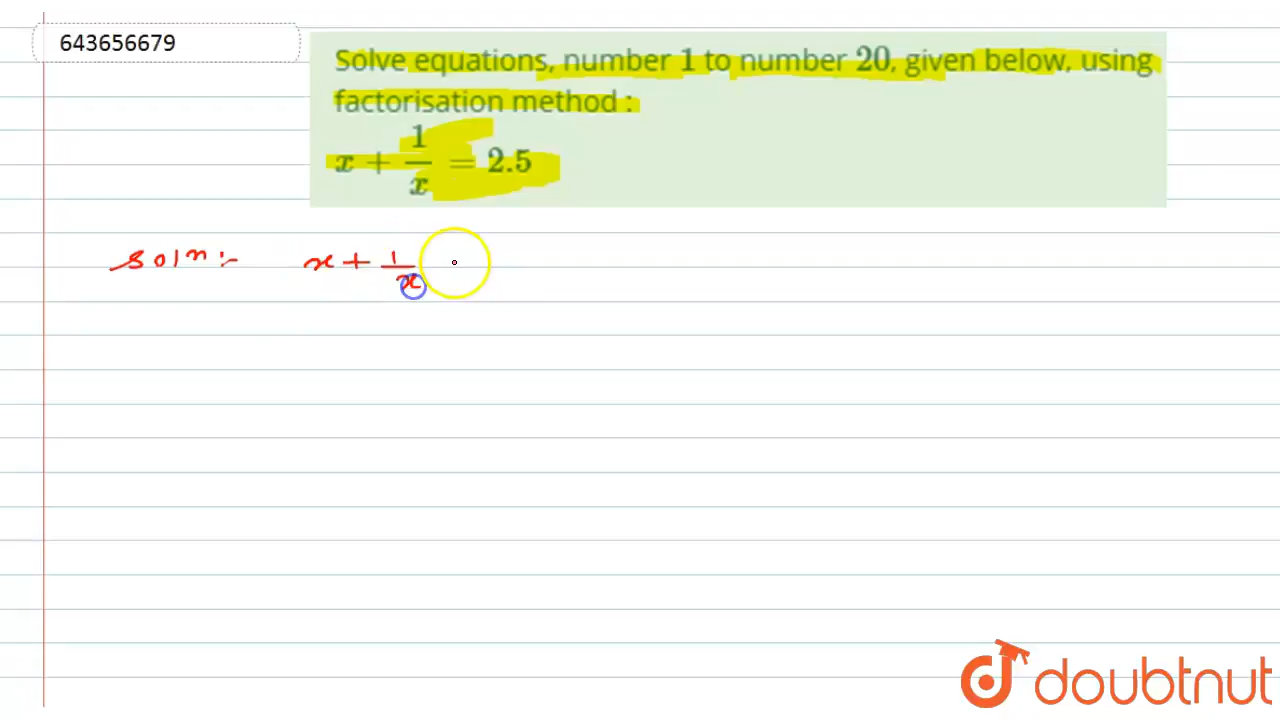 643656679
Solve equations, number 1 to number 20, given below, using
factorisation method :
x + 1/x = 2.5
Soln:- x + 1/x
doubtnut